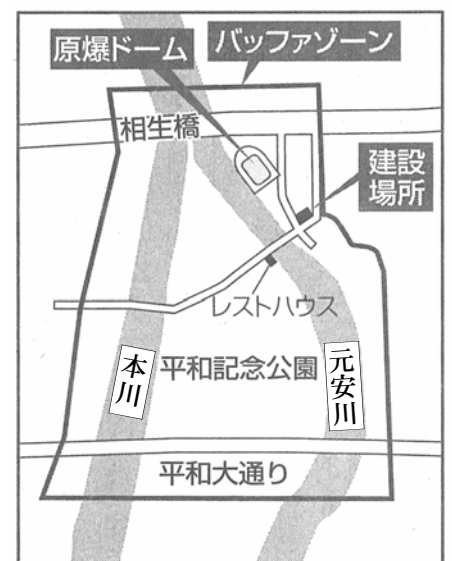 原爆ドーム
バッファゾーン
相生橋
建設
場所
レストハウス
本川
平和記念公園
元安川
平和大通り